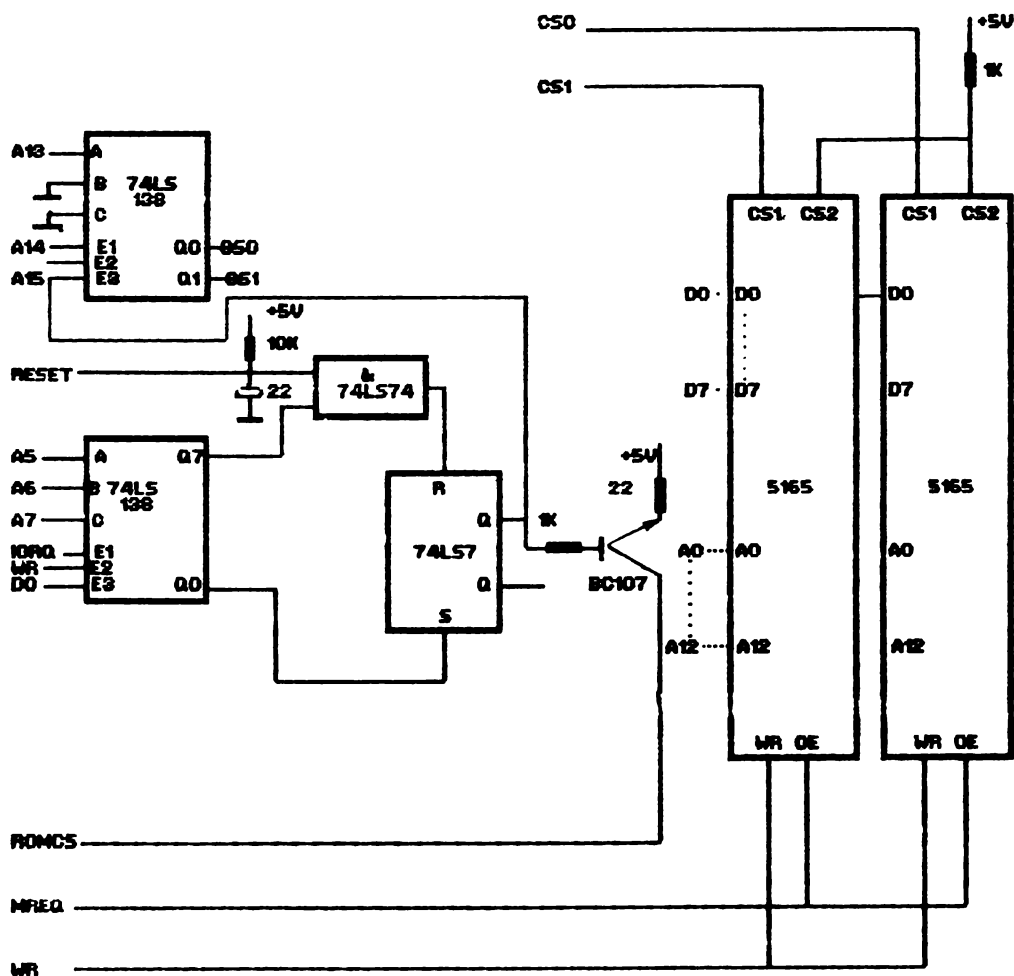 CS0
+5V
1K
CS1
A13
A
B
74LS
138
C
A14
E1
Q0
CS0
E2
A15
E3
Q1
CS1
CS1
CS2
CS1
CS2
+5V
10K
D0
D0
D0
RESET
&
74LS74
22
D7
D7
D7
A5
A
Q7
+5V
A6
B
74LS
138
R
22
5165
5165
A7
C
Q
1K
74LS7
IORQ
E1
A0
A0
A0
WR
E2
BC107
D0
E3
Q0
Q
S
A12
A12
A12
WR
OE
WR
OE
ROMCS
MREQ
WR